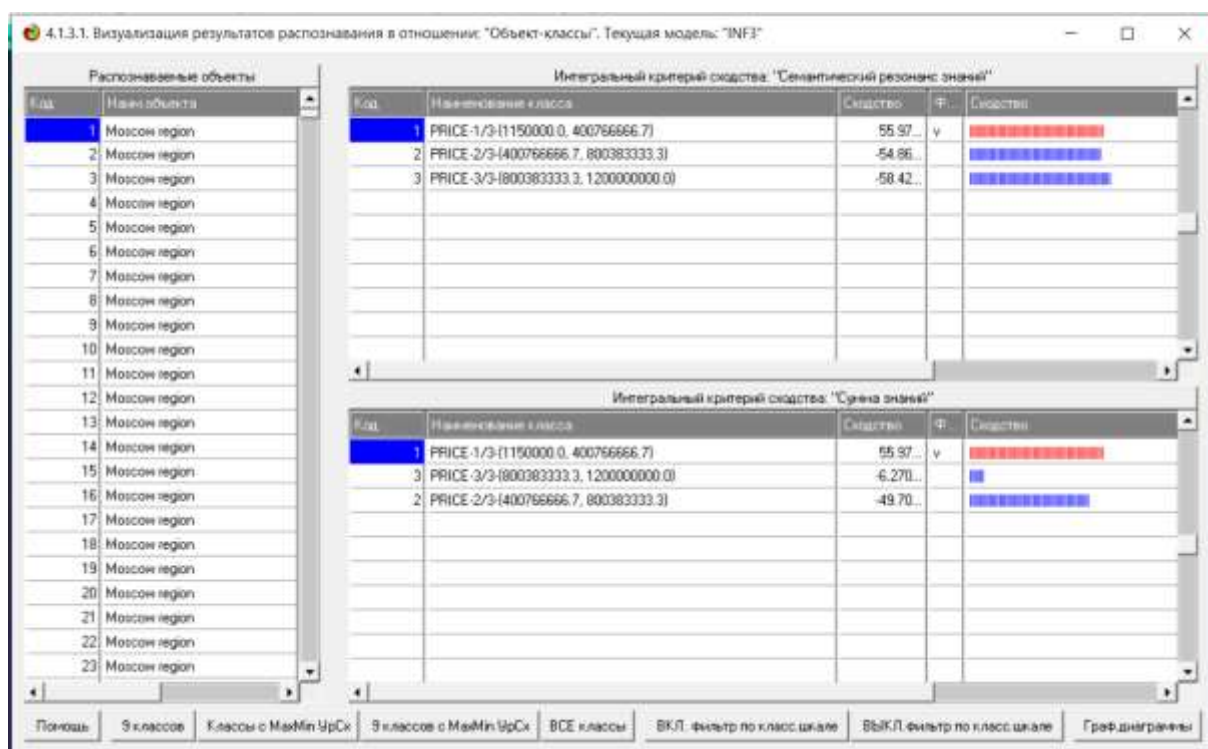 4.1.3.1. Визуализация результатов распознавания в отношении: "Объект-классы". Текущая модель: "INF3"
Распознаваемые объекты
Код Наим.объекта
1 Moscow region
2 Moscow region
3 Moscow region
4 Moscow region
5 Moscow region
6 Moscow region
7 Moscow region
8 Moscow region
9 Moscow region
10 Moscow region
11 Moscow region
12 Moscow region
13 Moscow region
14 Moscow region
15 Moscow region
16 Moscow region
17 Moscow region
18 Moscow region
19 Moscow region
20 Moscow region
21 Moscow region
22 Moscow region
23 Moscow region
Интегральный критерий сходства: "Семантический резонанс знаний"
Код Наименование класса Сходство Ф... Сходство
1 PRICE-1/3-{1150000.0, 400766666.7} 55.97... v
2 PRICE-2/3-{400766666.7, 800383333.3} -54.86...
3 PRICE-3/3-{800383333.3, 1200000000.0} -58.42...
Интегральный критерий сходства: "Сумма знаний"
Код Наименование класса Сходство Ф... Сходство
1 PRICE-1/3-{1150000.0, 400766666.7} 55.97... v
3 PRICE-3/3-{800383333.3, 1200000000.0} -6.270...
2 PRICE-2/3-{400766666.7, 800383333.3} -49.70...
Помощь 9 классов Классы с MaxMin УрСх 9 классов с MaxMin УрСх ВСЕ классы ВКЛ. фильтр по класс.шкале ВЫКЛ.фильтр по класс.шкале Граф.диаграммы